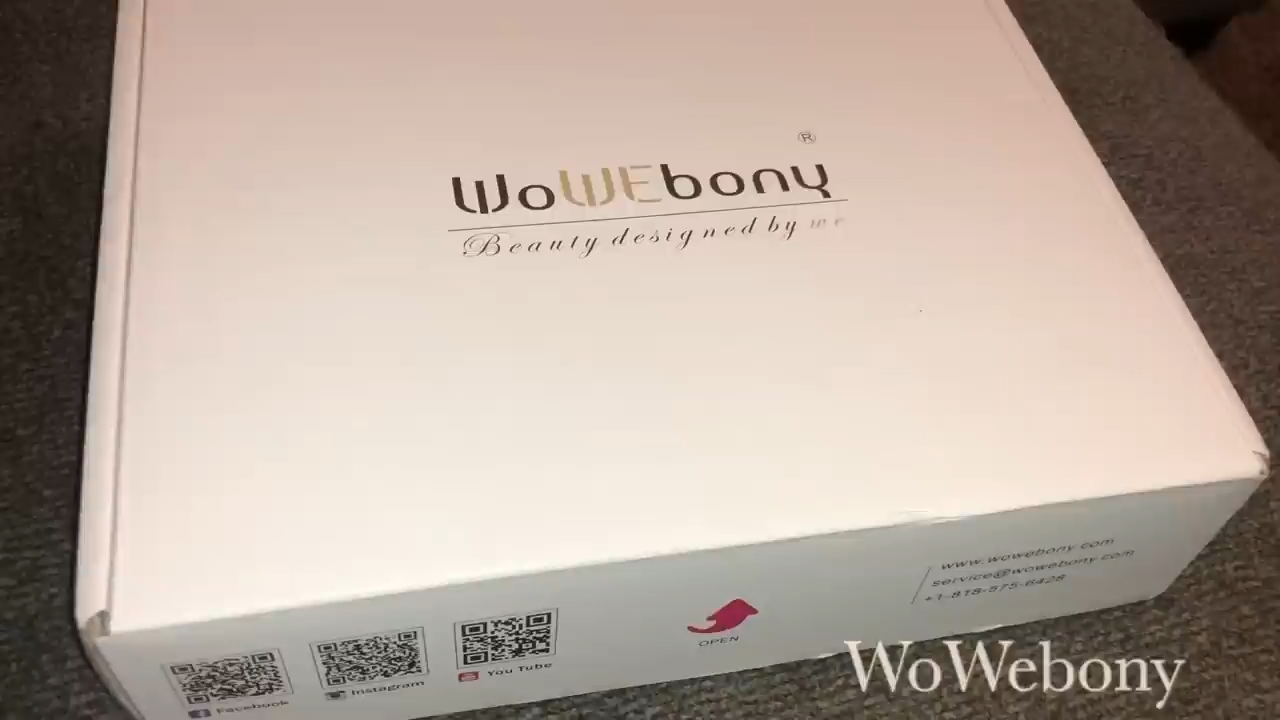 ®
WoWEbony
Beauty designed by we
www.wowebony.com
service@wowebony.com
+1-818-575-6428
OPEN
You Tube
Instagram
Facebook
WoWebony